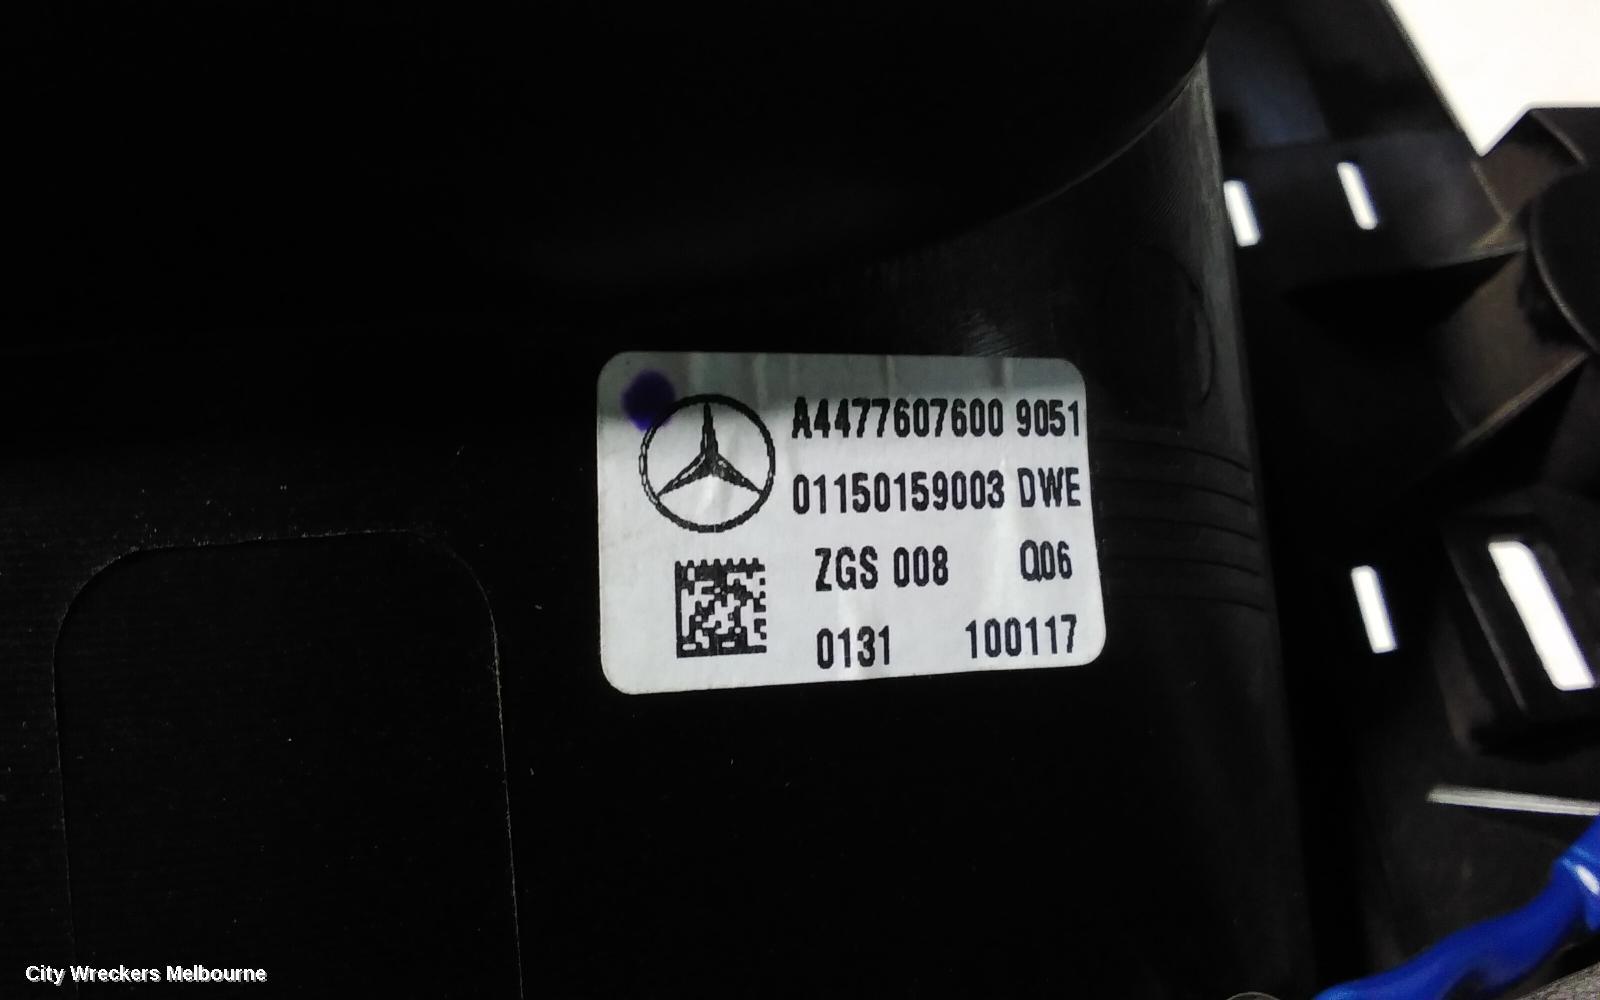 A4477607600 9051
01150159003 DWE
ZGS 008 Q06
0131 100117
City Wreckers Melbourne